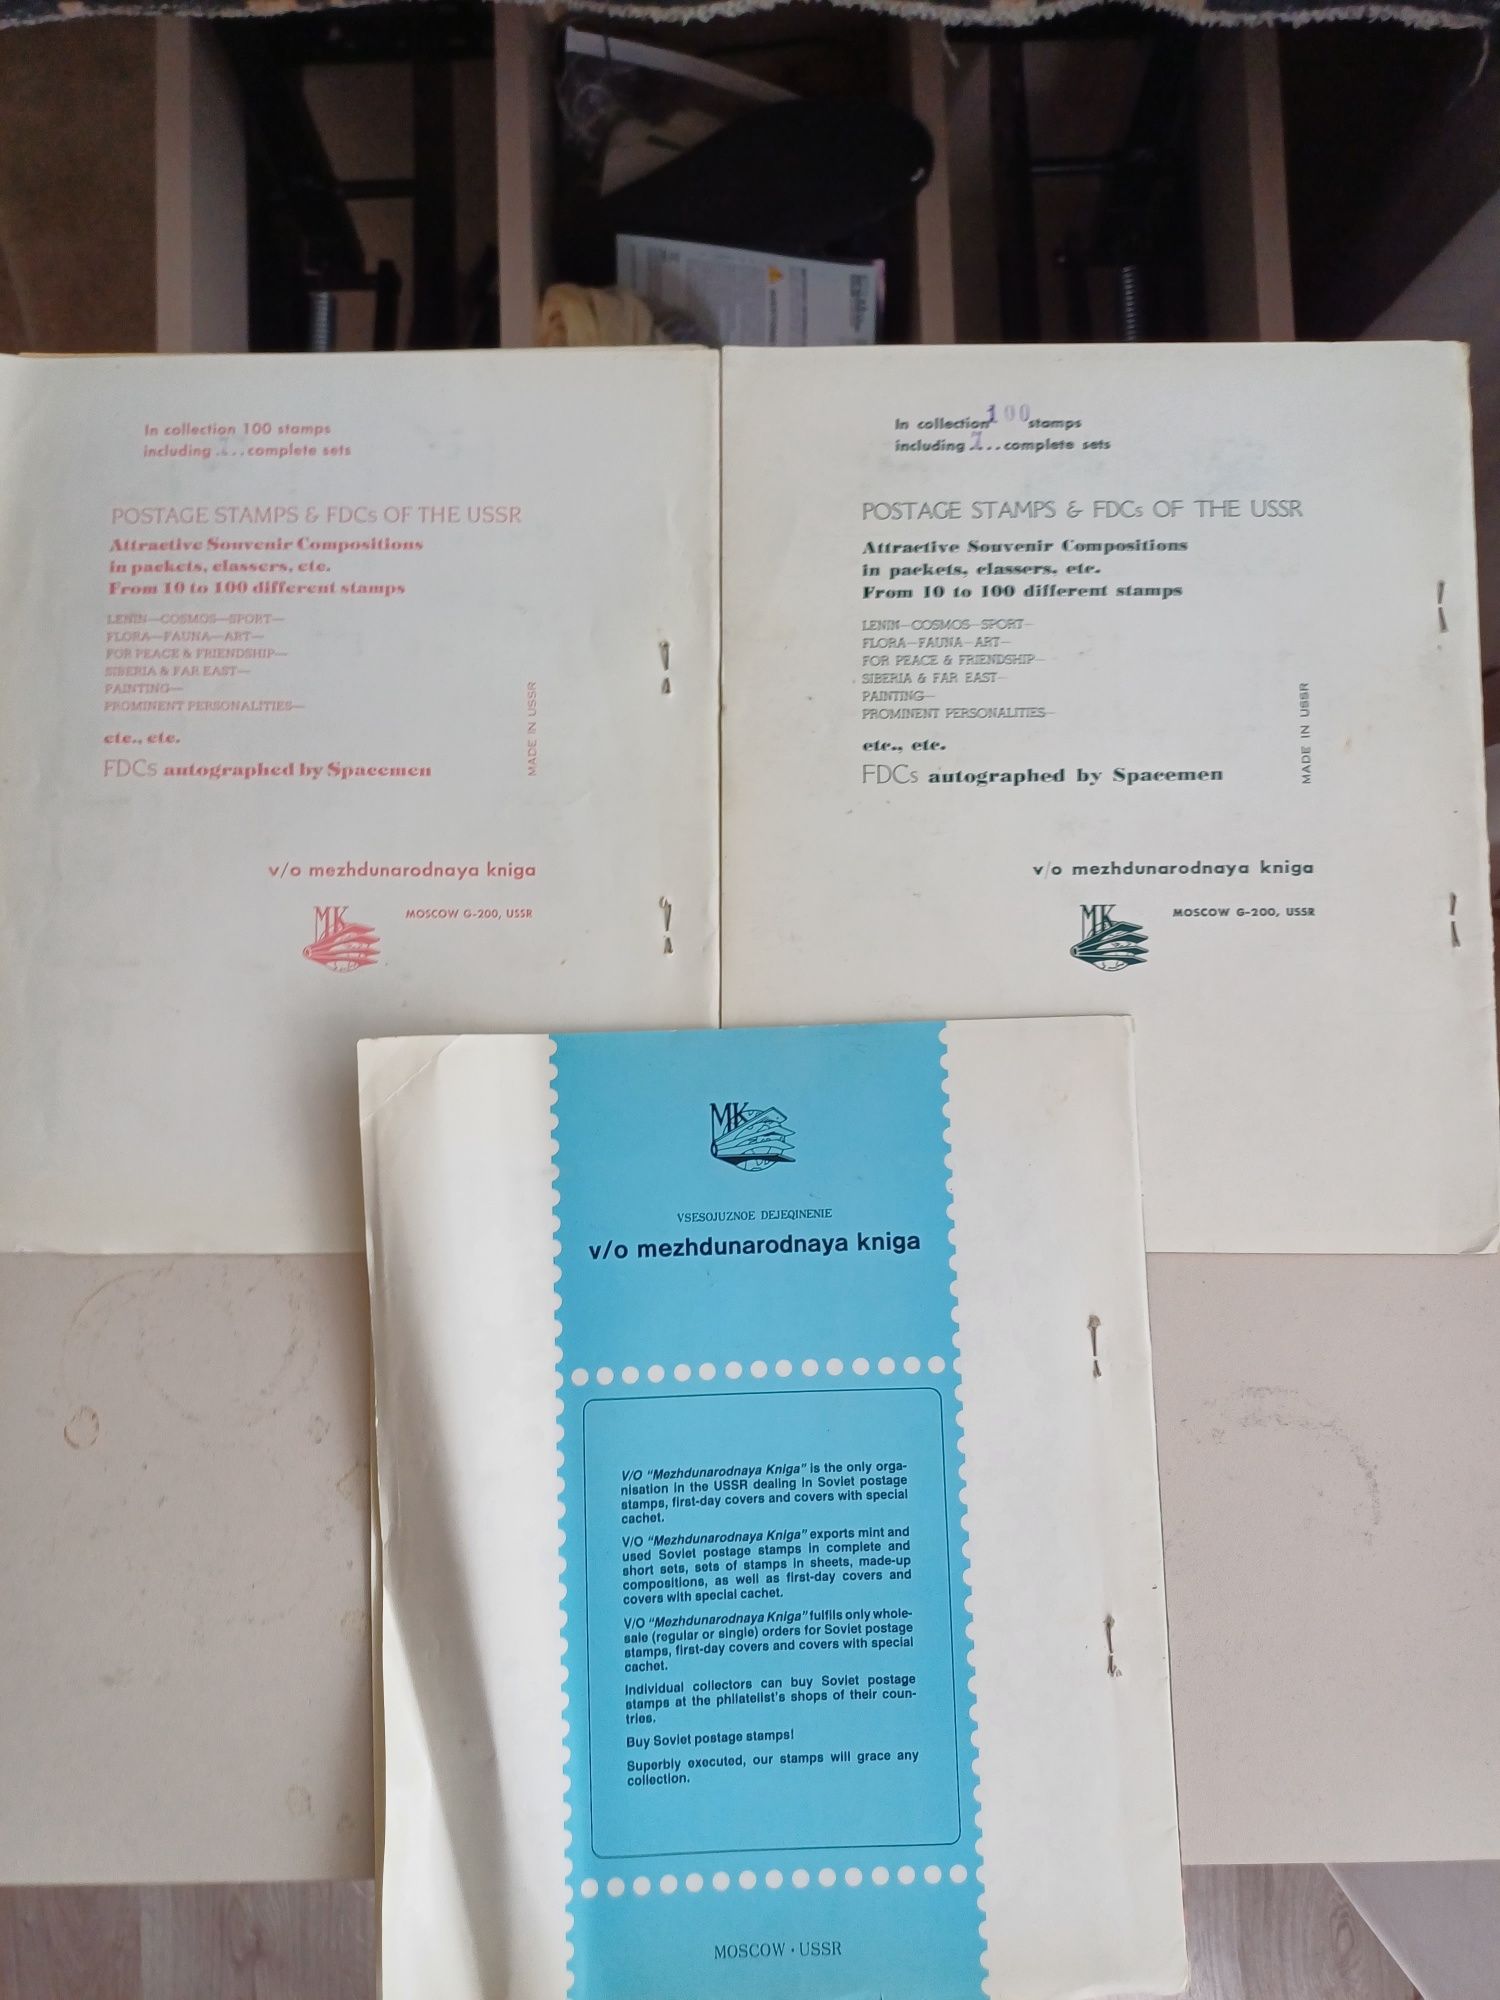 In collection 100 stamps
including 7...complete sets
POSTAGE STAMPS & FDCs OF THE USSR
Attractive Souvenir Compositions
in packets, classers, etc.
From 10 to 100 different stamps
LENIN—COSMOS—SPORT—
FLORA—FAUNA—ART—
FOR PEACE & FRIENDSHIP—
SIBERIA & FAR EAST—
PAINTING—
PROMINENT PERSONALITIES—
etc., etc.
FDCs autographed by Spacemen
MADE IN USSR
v/o mezhdunarodnaya kniga
MK
MOSCOW G-200, USSR
In collection 100 stamps
including 7...complete sets
POSTAGE STAMPS & FDCs OF THE USSR
Attractive Souvenir Compositions
in packets, classers, etc.
From 10 to 100 different stamps
LENIN—COSMOS—SPORT—
FLORA—FAUNA—ART—
FOR PEACE & FRIENDSHIP—
SIBERIA & FAR EAST—
PAINTING—
PROMINENT PERSONALITIES—
etc., etc.
FDCs autographed by Spacemen
MADE IN USSR
v/o mezhdunarodnaya kniga
MK
MOSCOW G-200, USSR
MK
VSESOJUZNOE DEJEQINENIE
v/o mezhdunarodnaya kniga
V/O "Mezhdunarodnaya Kniga" is the only orga-
nisation in the USSR dealing in Soviet postage
stamps, first-day covers and covers with special
cachet.
V/O "Mezhdunarodnaya Kniga" exports mint and
used Soviet postage stamps in complete and
short sets, sets of stamps in sheets, made-up
compositions, as well as first-day covers and
covers with special cachet.
V/O "Mezhdunarodnaya Kniga" fulfils only whole-
sale (regular or single) orders for Soviet postage
stamps, first-day covers and covers with special
cachet.
Individual collectors can buy Soviet postage
stamps at the philatelist's shops of their coun-
tries.
Buy Soviet postage stamps!
Superbly executed, our stamps will grace any
collection.
MOSCOW · USSR